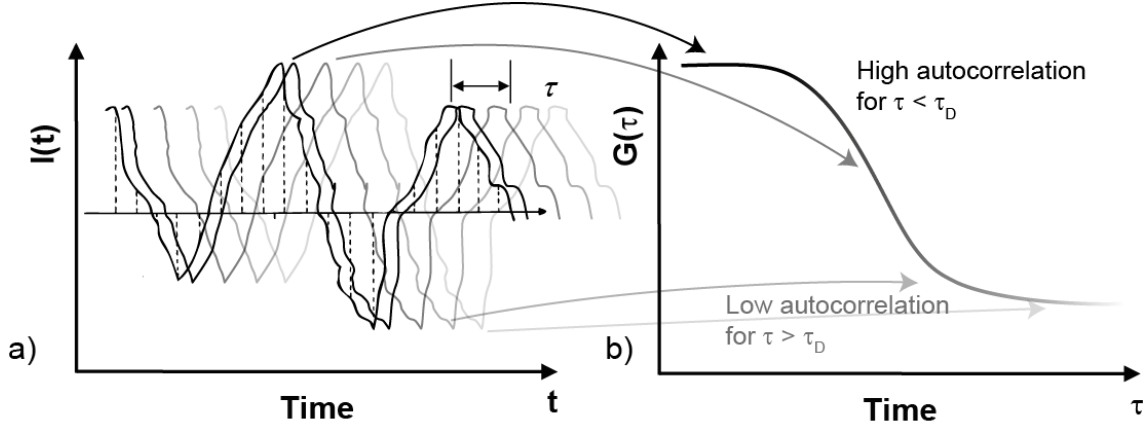 a)
I(t)
τ
Time
t
b)
G(τ)
High autocorrelation
for τ < τD
Low autocorrelation
for τ > τD
Time
τ